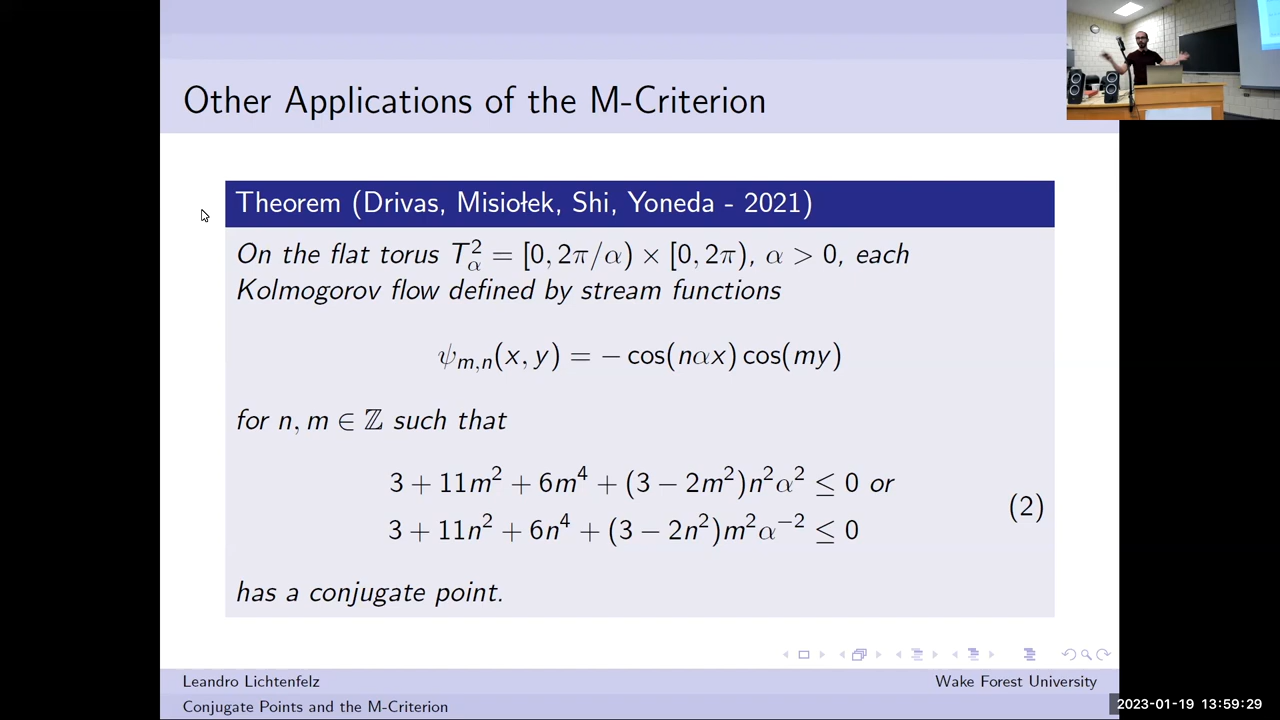 Other Applications of the M-Criterion
Theorem (Drivas, Misiołek, Shi, Yoneda - 2021)
On the flat torus T²_α = [0, 2π/α) × [0, 2π), α > 0, each
Kolmogorov flow defined by stream functions
ψ_{m,n}(x, y) = − cos(nαx) cos(my)
for n, m ∈ ℤ such that
3 + 11m² + 6m⁴ + (3 − 2m²)n²α² ≤ 0 or
3 + 11n² + 6n⁴ + (3 − 2n²)m²α⁻² ≤ 0
(2)
has a conjugate point.
Leandro Lichtenfelz
Wake Forest University
Conjugate Points and the M-Criterion
2023-01-19 13:59:29